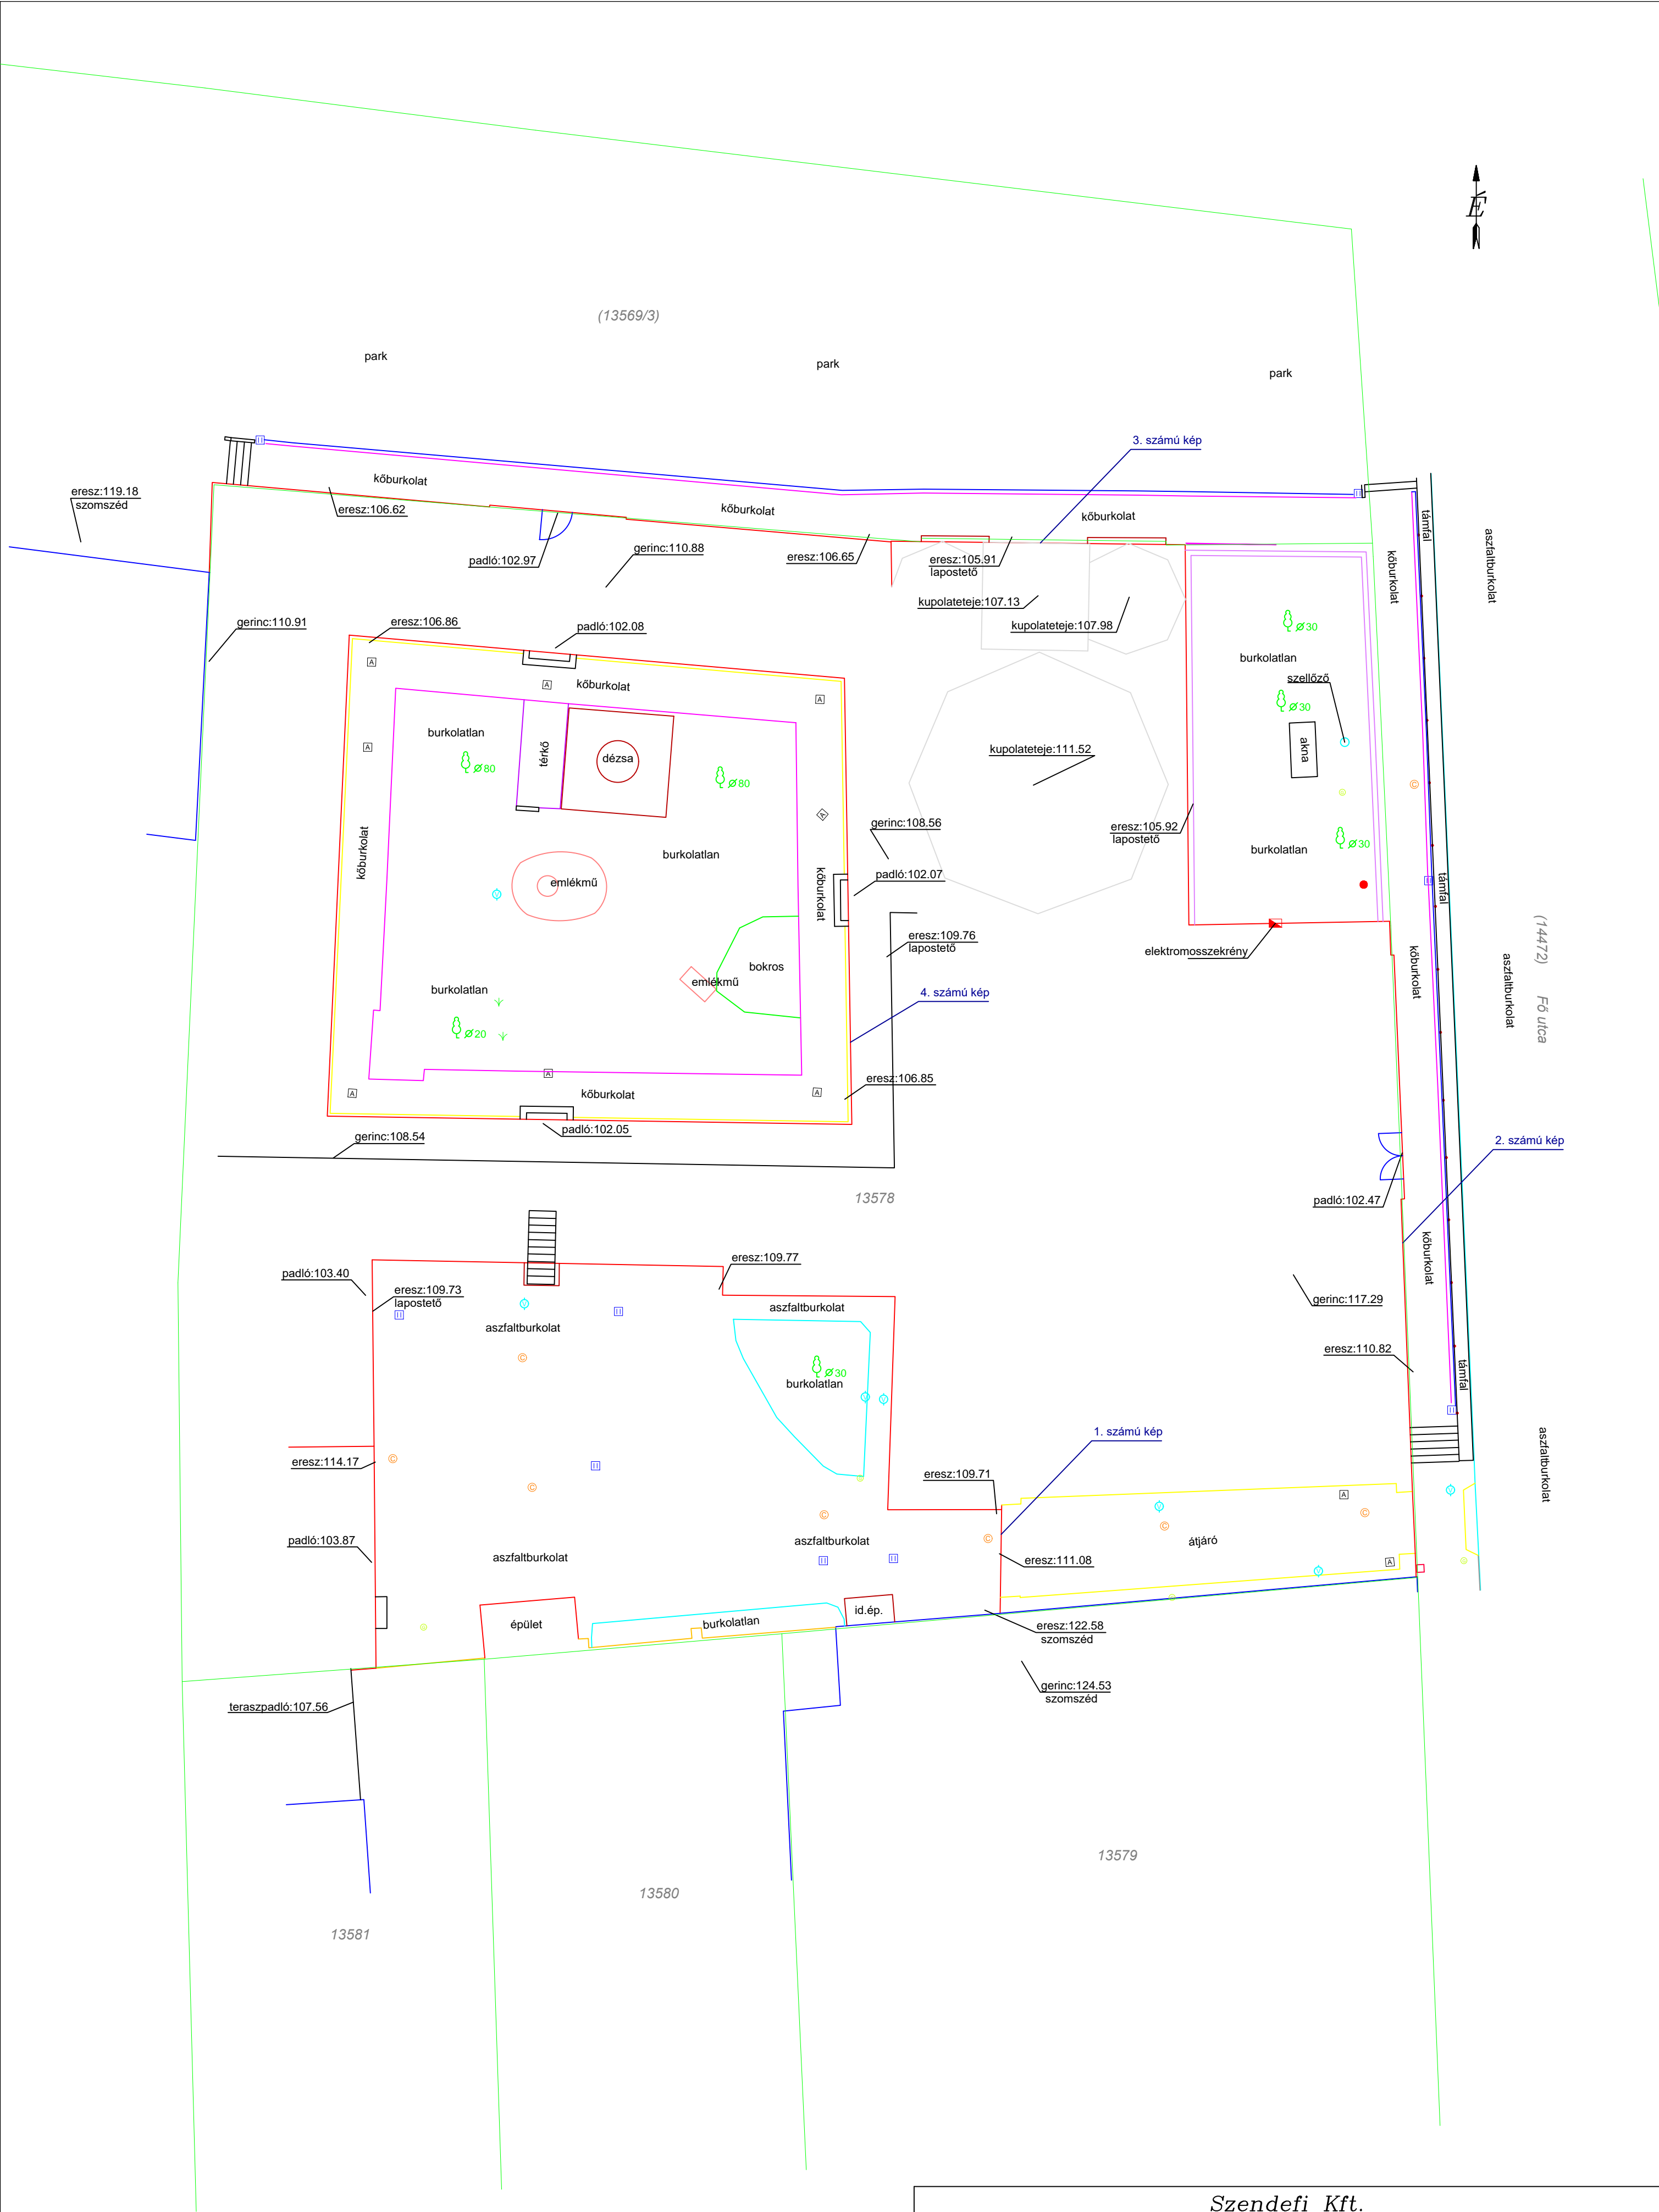 É
(13569/3)
park
park
park
3. számú kép
kőburkolat
eresz:119.18
szomszéd
eresz:106.62
kőburkolat
kőburkolat
támfal
aszfaltburkolat
padló:102.97
gerinc:110.88
eresz:106.65
eresz:105.91
lapostető
kőburkolat
kupolateteje:107.13
kupolateteje:107.98
gerinc:110.91
eresz:106.86
padló:102.08
Ø30
burkolatlan
szellőző
A
A
kőburkolat
A
Ø30
burkolatlan
térkő
dézsa
A
Ø80
Ø80
kupolateteje:111.52
akna
C
A
gerinc:108.56
eresz:105.92
lapostető
Ø30
burkolatlan
kőburkolat
burkolatlan
emlékmű
padló:102.07
kőburkolat
támfal
(14472) Fő utca
eresz:109.76
lapostető
elektromosszekrény
kőburkolat
aszfaltburkolat
bokros
emlékmű
burkolatlan
4. számú kép
Ø20
A
A
A
eresz:106.85
kőburkolat
padló:102.05
gerinc:108.54
2. számú kép
13578
padló:102.47
kőburkolat
padló:103.40
eresz:109.73
lapostető
eresz:109.77
aszfaltburkolat
aszfaltburkolat
gerinc:117.29
C
Ø30
burkolatlan
eresz:110.82
támfal
1. számú kép
aszfaltburkolat
eresz:114.17
C
C
eresz:109.71
A
C
C
C
C
padló:103.87
aszfaltburkolat
aszfaltburkolat
átjáró
eresz:111.08
A
épület
burkolatlan
id.ép.
eresz:122.58
szomszéd
teraszpadló:107.56
gerinc:124.53
szomszéd
13579
13580
13581
Szendefi Kft.